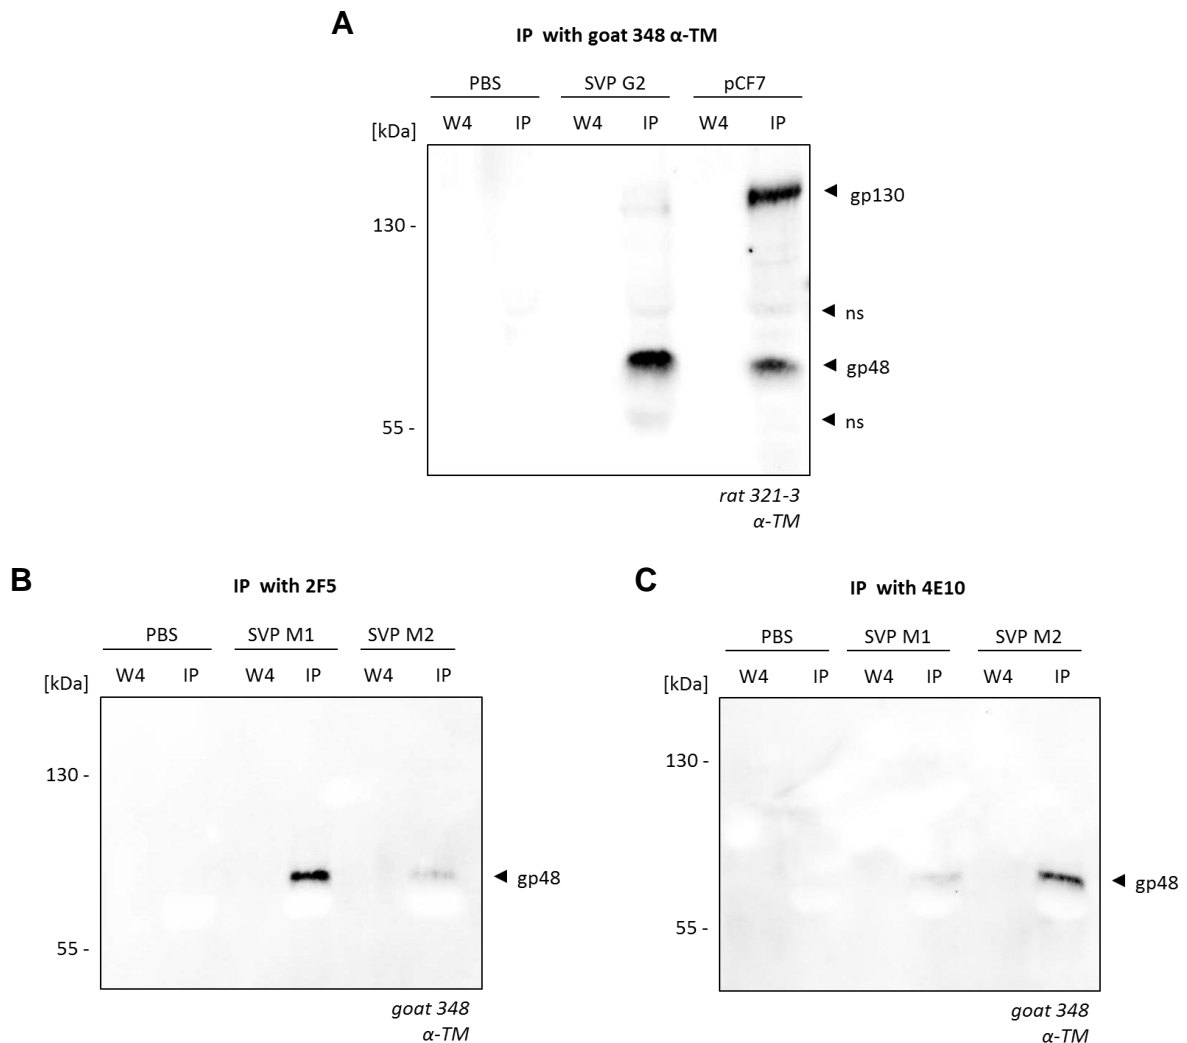 A
IP with goat 348 α-TM
PBS SVP G2 pCF7
[kDa] W4 IP W4 IP W4 IP
gp130
130 -
ns
gp48
ns
55 -
rat 321-3
α-TM
B
IP with 2F5
PBS SVP M1 SVP M2
[kDa] W4 IP W4 IP W4 IP
130 -
gp48
55 -
goat 348
α-TM
C
IP with 4E10
PBS SVP M1 SVP M2
[kDa] W4 IP W4 IP W4 IP
130 -
gp48
55 -
goat 348
α-TM